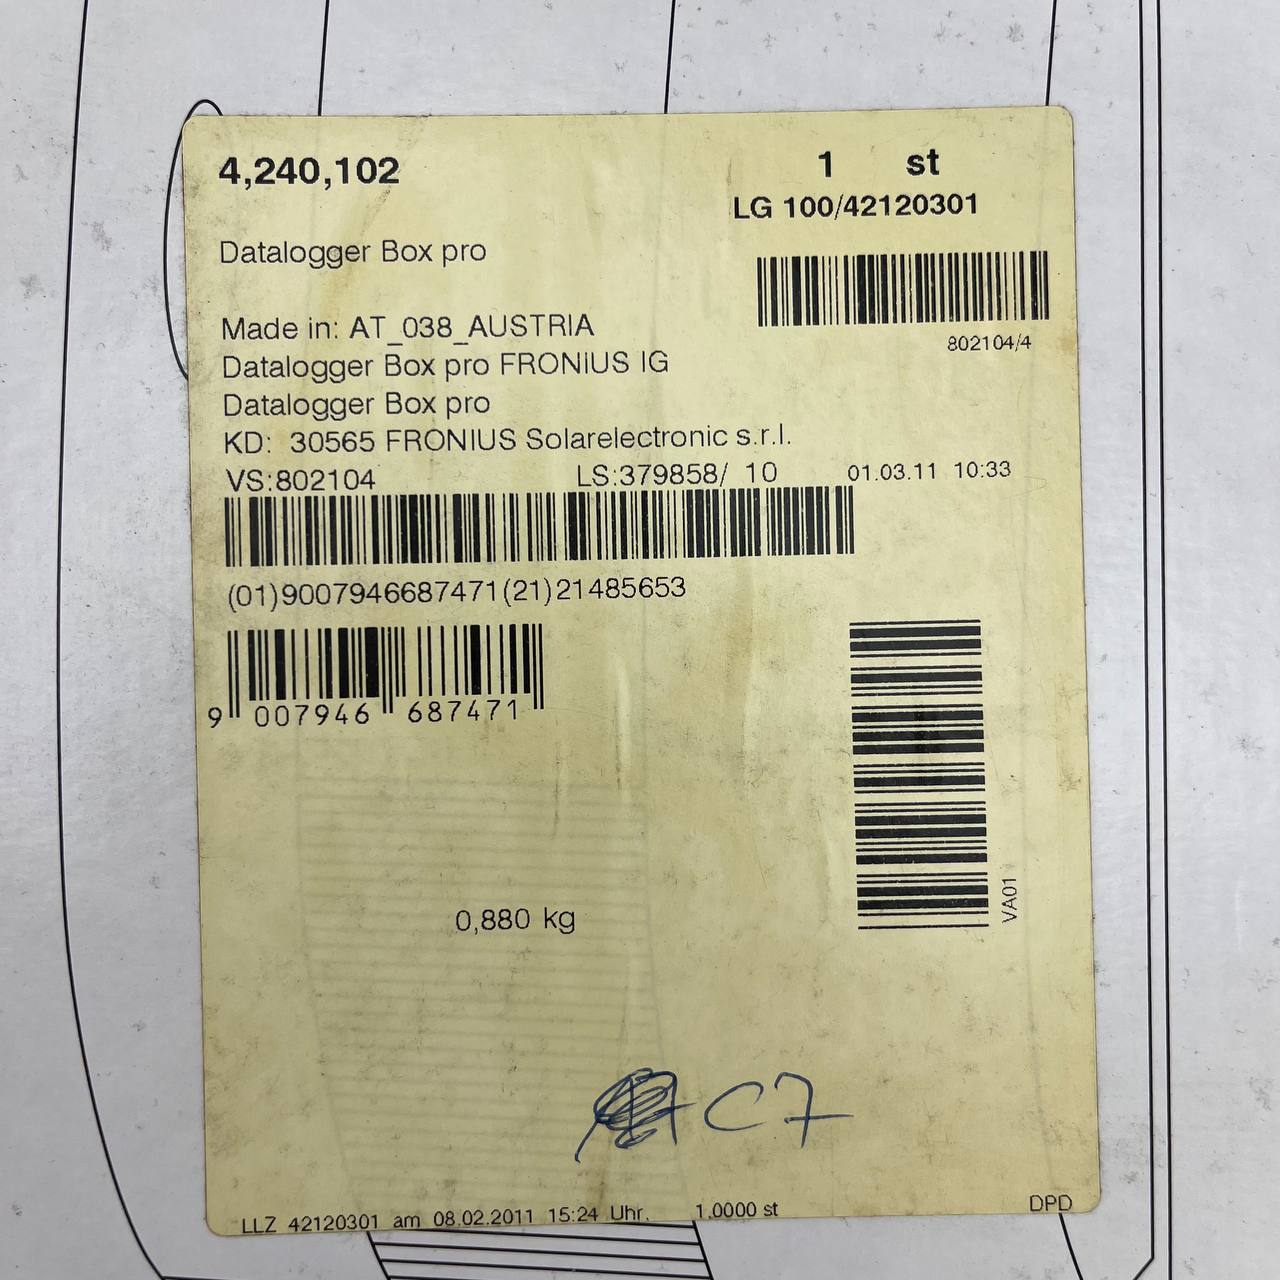 4,240,102
1 st
LG 100/42120301
Datalogger Box pro
802104/4
Made in: AT_038_AUSTRIA
Datalogger Box pro FRONIUS IG
Datalogger Box pro
KD: 30565 FRONIUS Solarelectronic s.r.l.
VS:802104 LS:379858/ 10 01.03.11 10:33
(01)9007946687471(21)21485653
9 007946 687471
VA01
0,880 kg
C7
LLZ 42120301 am 08.02.2011 15:24 Uhr. 1.0000 st DPD